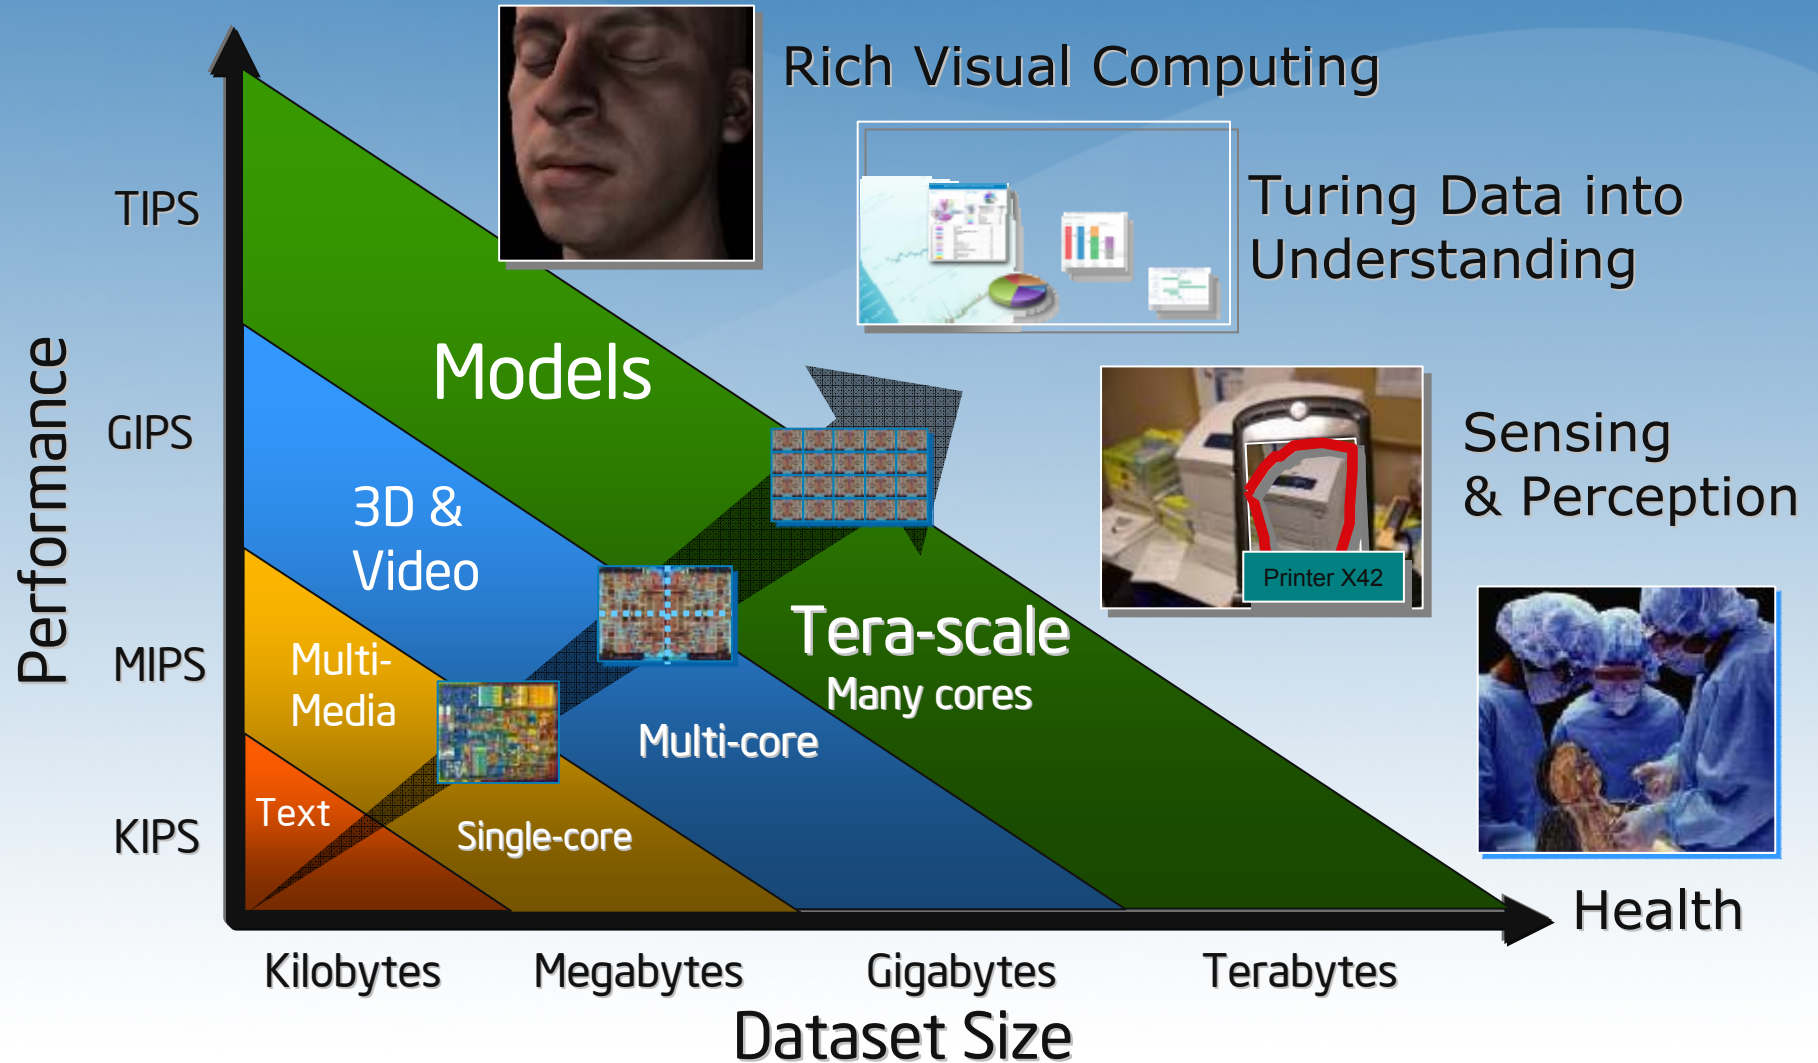 Rich Visual Computing
Turing Data into
Understanding
TIPS
Models
GIPS
Performance
Sensing
& Perception
3D &
Video
Printer X42
Tera-scale
Many cores
MIPS
Multi-
Media
Multi-core
Text
KIPS
Single-core
Health
Kilobytes
Megabytes
Gigabytes
Terabytes
Dataset Size